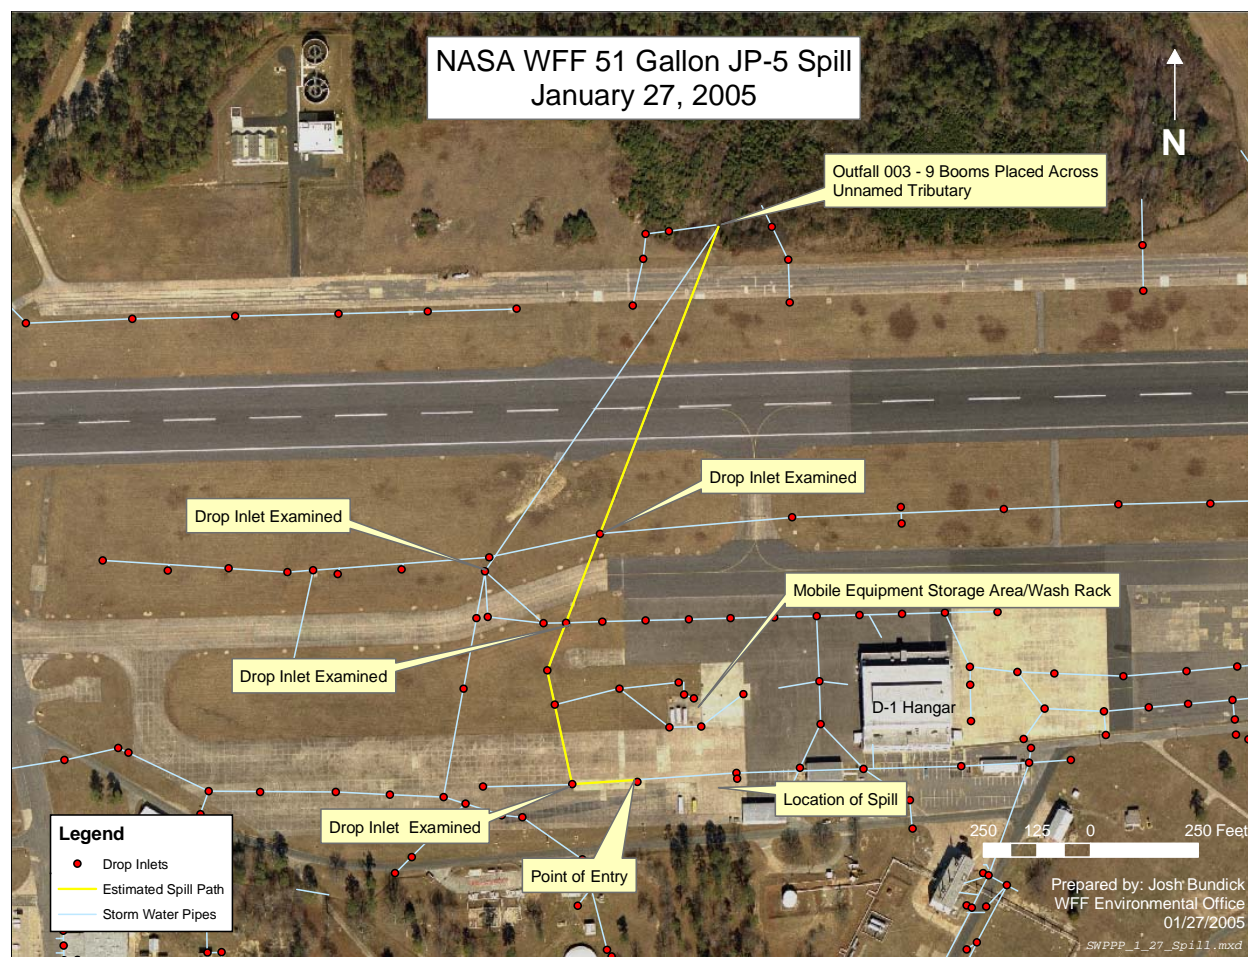 NASA WFF 51 Gallon JP-5 Spill
January 27, 2005
N
Outfall 003 - 9 Booms Placed Across
Unnamed Tributary
Drop Inlet Examined
Drop Inlet Examined
Mobile Equipment Storage Area/Wash Rack
Drop Inlet Examined
D-1 Hangar
Location of Spill
Drop Inlet Examined
Point of Entry
Legend
Drop Inlets
Estimated Spill Path
Storm Water Pipes
250 125 0 250 Feet
Prepared by: Josh Bundick
WFF Environmental Office
01/27/2005
SWPPP_1_27_Spill.mxd